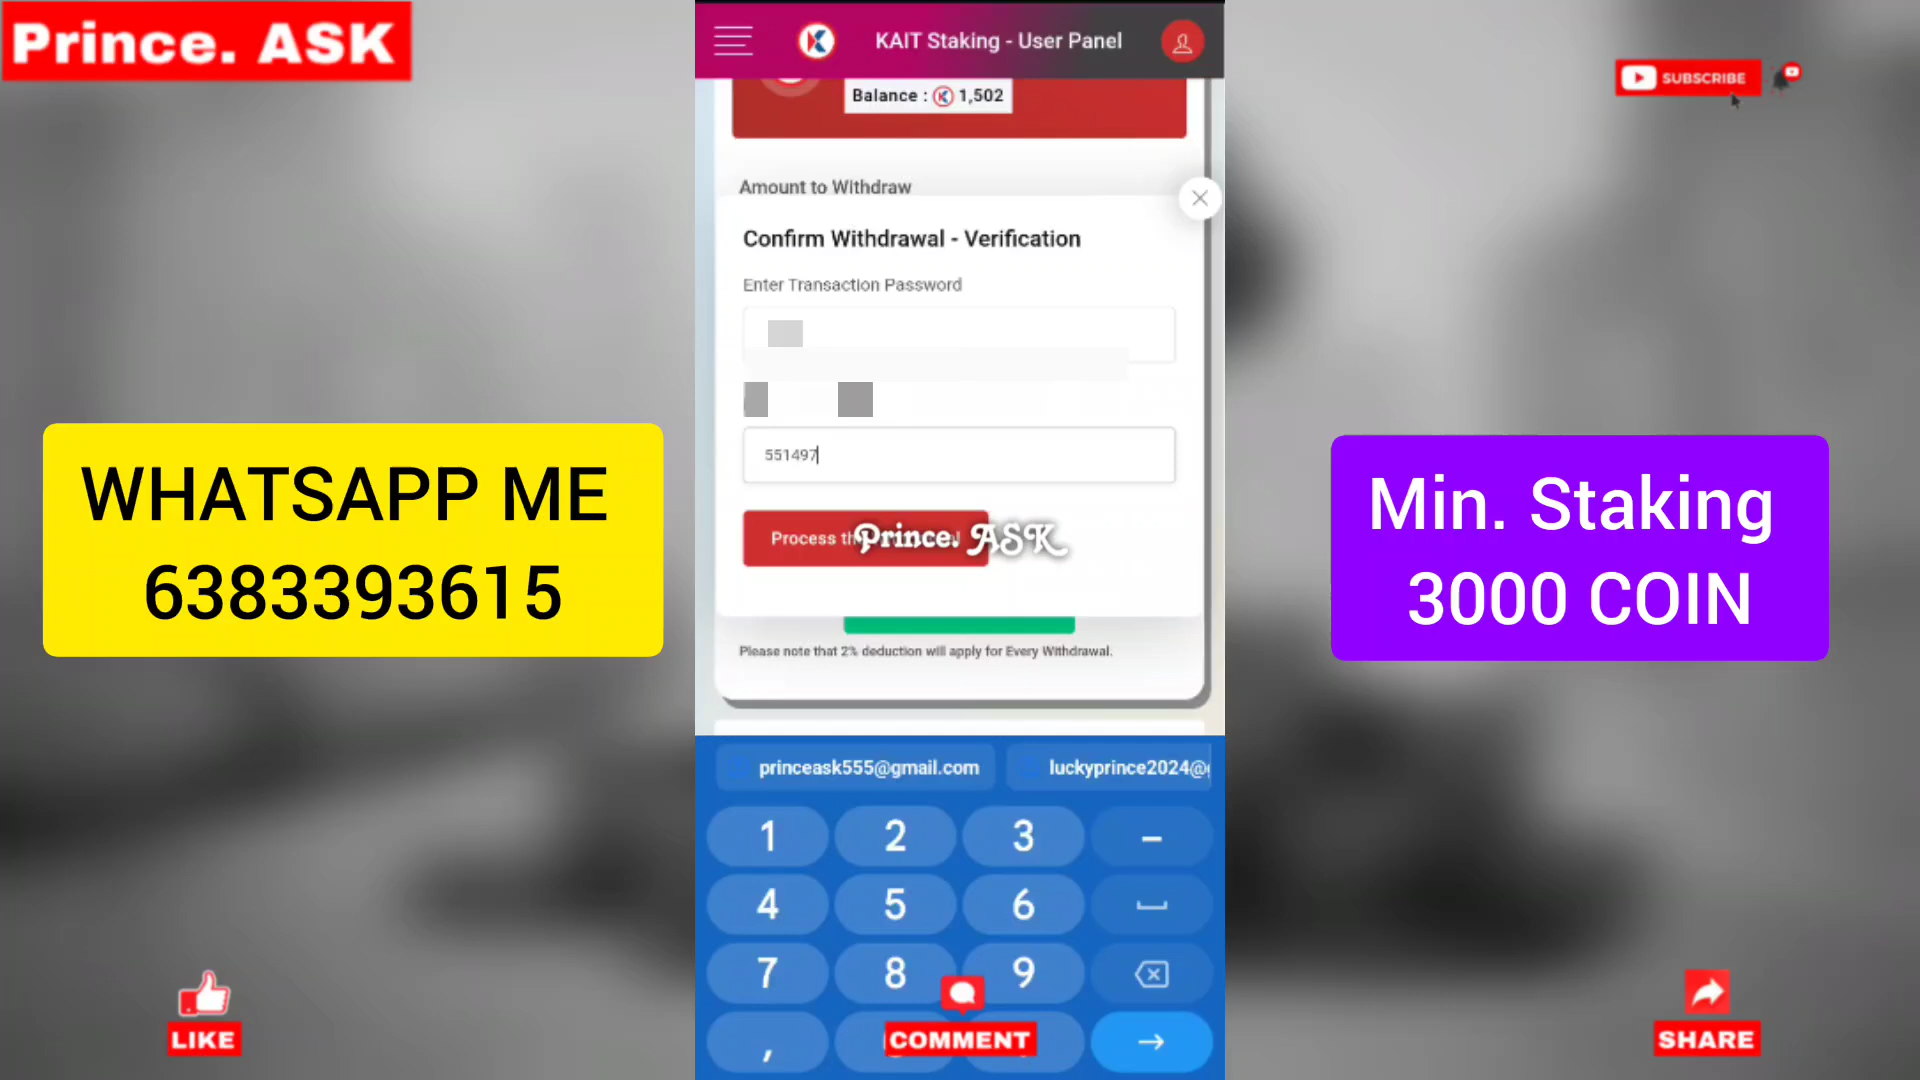 Prince. ASK
KAIT Staking - User Panel
SUBSCRIBE
Balance : K 1,502
Amount to Withdraw
Confirm Withdrawal - Verification
Enter Transaction Password
551497
Process th
Prince. ASK
WHATSAPP ME
6383393615
Min. Staking
3000 COIN
Please note that 2% deduction will apply for Every Withdrawal.
princeask555@gmail.com
luckyprince2024@
1 2 3 –
4 5 6
7 8 9
,
LIKE
COMMENT
SHARE